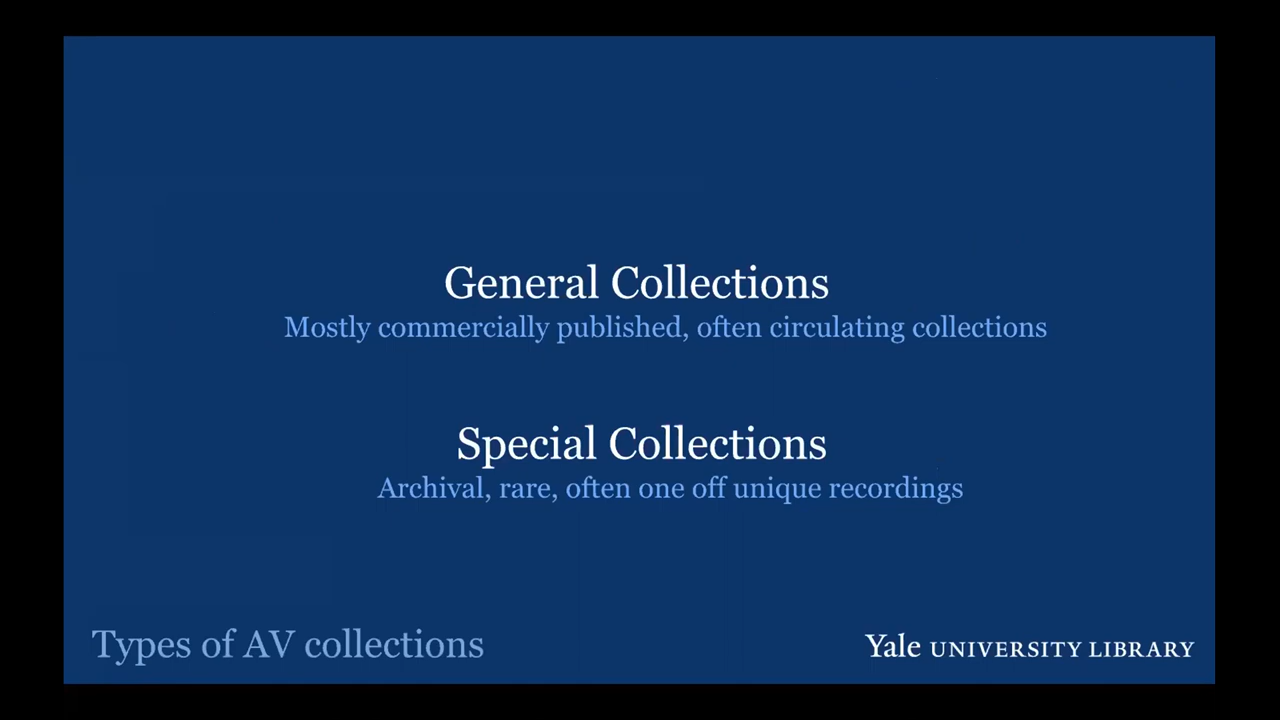 General Collections
Mostly commercially published, often circulating collections
Special Collections
Archival, rare, often one off unique recordings
Types of AV collections
Yale UNIVERSITY LIBRARY